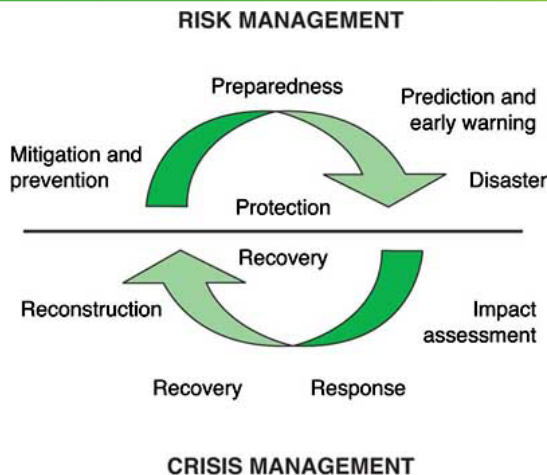 RISK MANAGEMENT
Preparedness
Prediction and
early warning
Mitigation and
prevention
Disaster
Protection
Recovery
Reconstruction
Impact
assessment
Recovery
Response
CRISIS MANAGEMENT